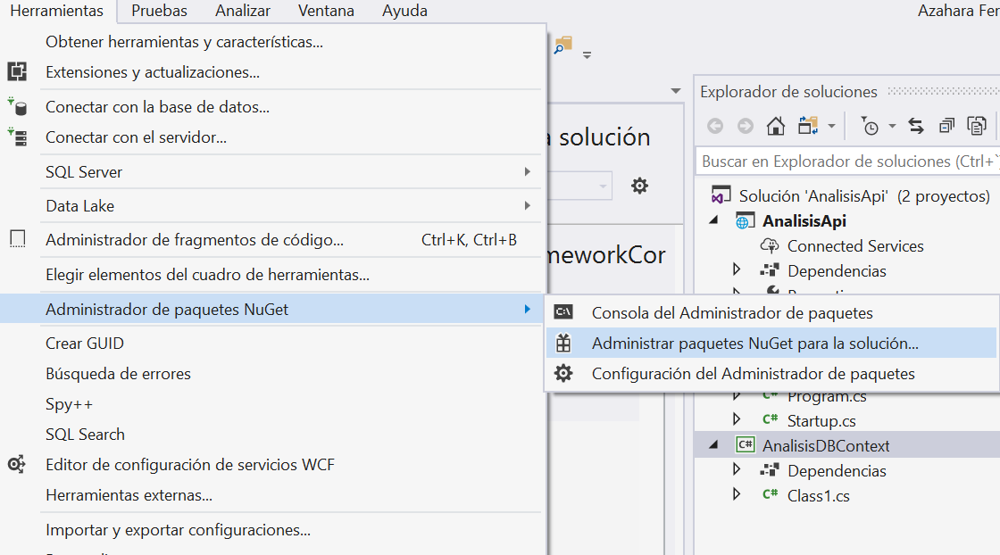 Herramientas Pruebas Analizar Ventana Ayuda
Azahara Fer
Obtener herramientas y características...
Extensiones y actualizaciones...
Conectar con la base de datos...
Conectar con el servidor...
SQL Server
Data Lake
Administrador de fragmentos de código... Ctrl+K, Ctrl+B
Elegir elementos del cuadro de herramientas...
Administrador de paquetes NuGet
Crear GUID
Búsqueda de errores
Spy++
SQL Search
Editor de configuración de servicios WCF
Herramientas externas...
Importar y exportar configuraciones...
C:\ Consola del Administrador de paquetes
Administrar paquetes NuGet para la solución...
Configuración del Administrador de paquetes
a solución
meworkCor
Explorador de soluciones
Buscar en Explorador de soluciones (Ctrl+
Solución 'AnalisisApi' (2 proyectos)
AnalisisApi
Connected Services
Dependencias
C# Program.cs
C# Startup.cs
C# AnalisisDBContext
Dependencias
C# Class1.cs